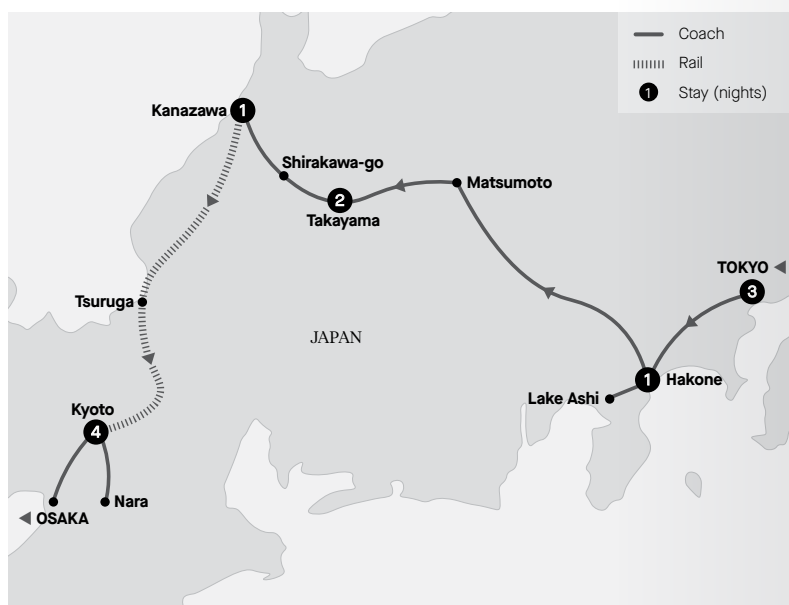 Coach
Rail
1 Stay (nights)
Kanazawa 1
Shirakawa-go
2
Takayama
Matsumoto
TOKYO
3
Tsuruga
JAPAN
1 Hakone
Lake Ashi
Kyoto
4
Nara
OSAKA